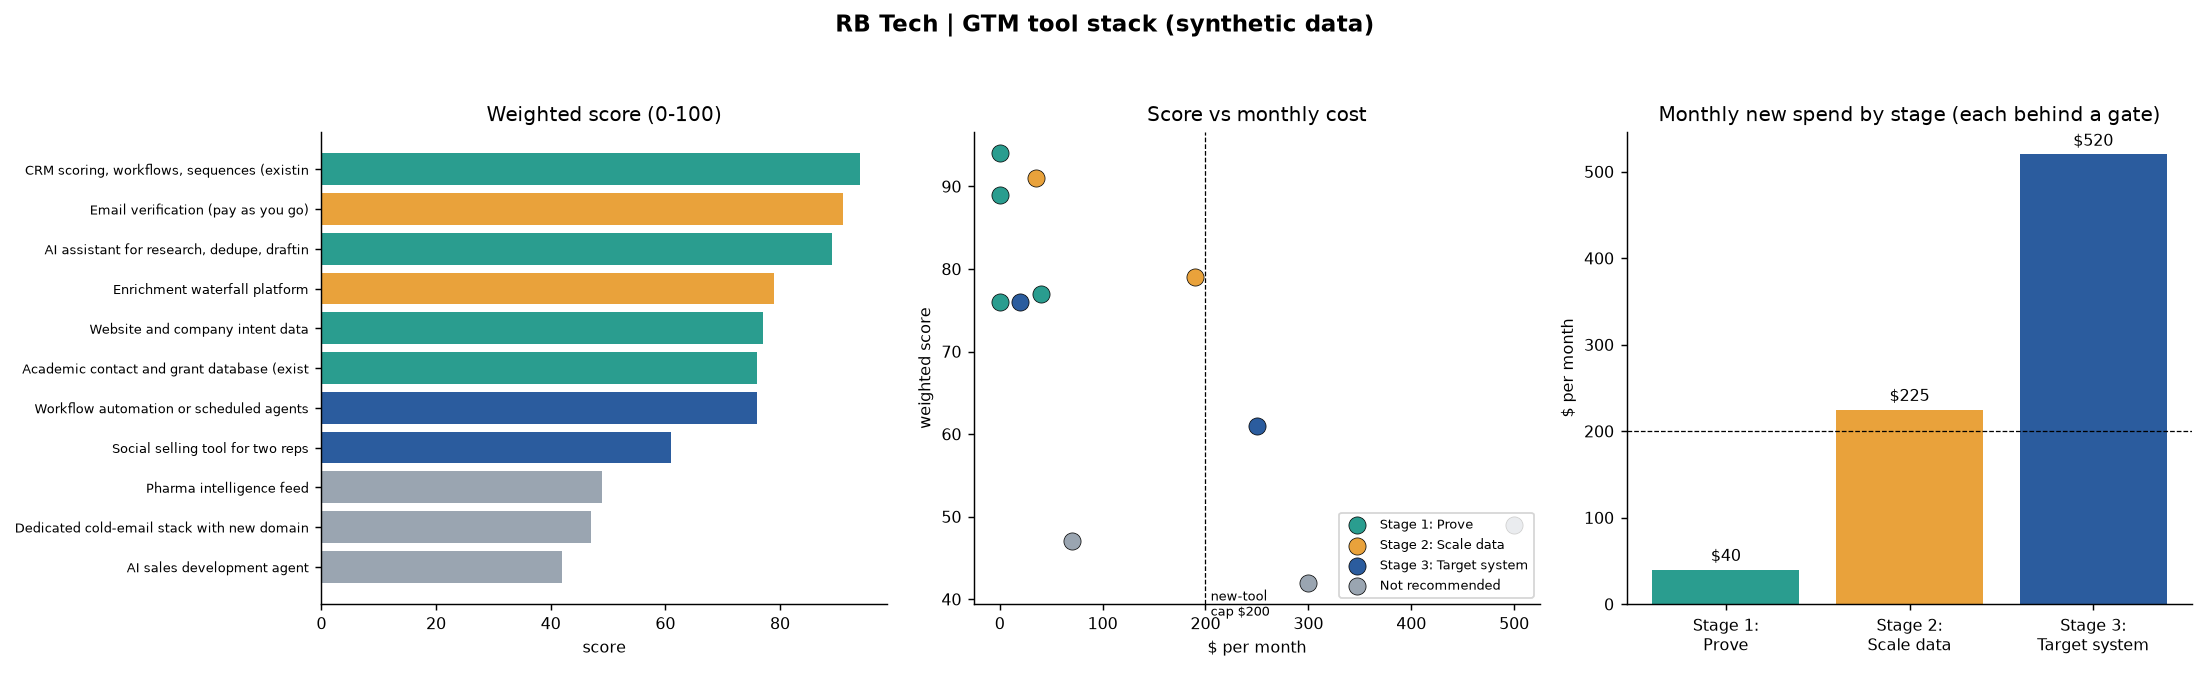 RB Tech | GTM tool stack (synthetic data)
Weighted score (0-100)
CRM scoring, workflows, sequences (existin
Email verification (pay as you go)
AI assistant for research, dedupe, draftin
Enrichment waterfall platform
Website and company intent data
Academic contact and grant database (exist
Workflow automation or scheduled agents
Social selling tool for two reps
Pharma intelligence feed
Dedicated cold-email stack with new domain
AI sales development agent
0 20 40 60 80
score
Score vs monthly cost
weighted score
90
80
70
60
50
40
new-tool
cap $200
Stage 1: Prove
Stage 2: Scale data
Stage 3: Target system
Not recommended
0 100 200 300 400 500
$ per month
Monthly new spend by stage (each behind a gate)
$ per month
500
400
300
200
100
0
$40
$225
$520
Stage 1:
Prove
Stage 2:
Scale data
Stage 3:
Target system